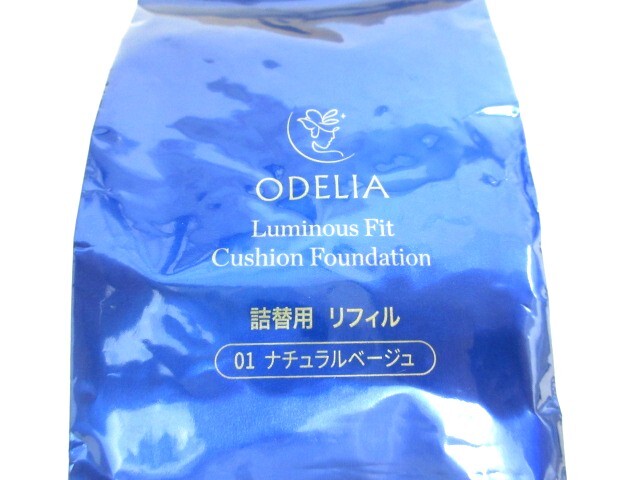 ODELIA
Luminous Fit
Cushion Foundation
詰替用 リフィル
01 ナチュラルベージュ